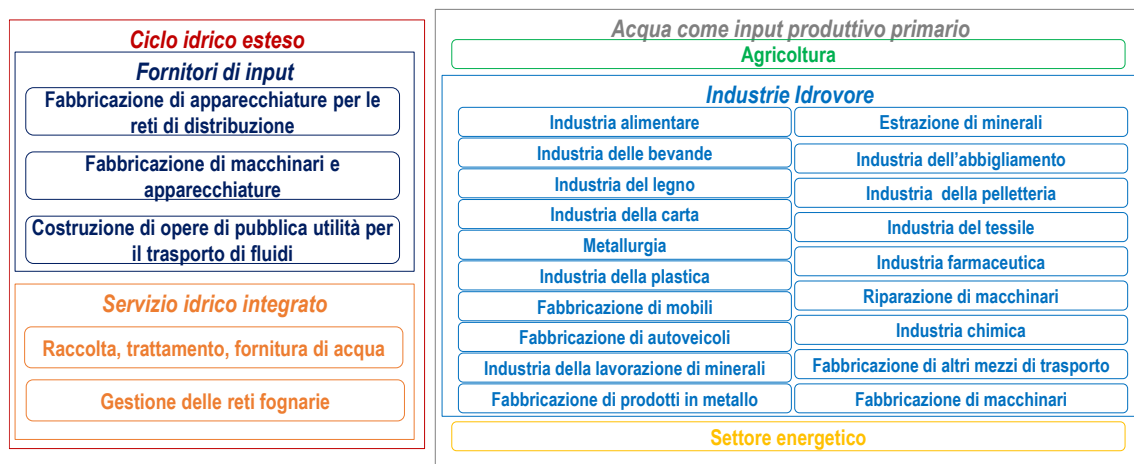 Ciclo idrico esteso
Fornitori di input
Fabbricazione di apparecchiature per le
reti di distribuzione
Fabbricazione di macchinari e
apparecchiature
Costruzione di opere di pubblica utilità per
il trasporto di fluidi
Servizio idrico integrato
Raccolta, trattamento, fornitura di acqua
Gestione delle reti fognarie
Acqua come input produttivo primario
Agricoltura
Industrie Idrovore
Industria alimentare
Industria delle bevande
Industria del legno
Industria della carta
Metallurgia
Industria della plastica
Fabbricazione di mobili
Fabbricazione di autoveicoli
Industria della lavorazione di minerali
Fabbricazione di prodotti in metallo
Estrazione di minerali
Industria dell'abbigliamento
Industria  della pelletteria
Industria del tessile
Industria farmaceutica
Riparazione di macchinari
Industria chimica
Fabbricazione di altri mezzi di trasporto
Fabbricazione di macchinari
Settore energetico